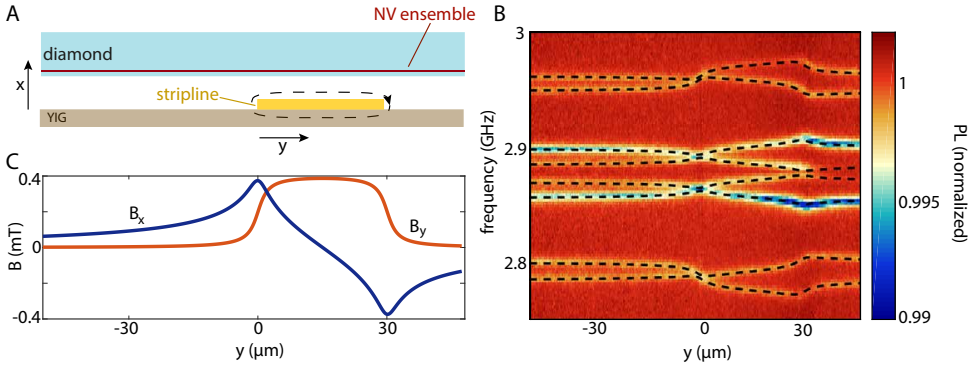 A
NV ensemble
diamond
x
stripline
YIG
y
B
3
2.9
2.8
frequency (GHz)
-30
0
30
y (μm)
1
0.995
0.99
PL (normalized)
C
0.4
0
-0.4
B (mT)
Bx
By
-30
0
30
y (μm)